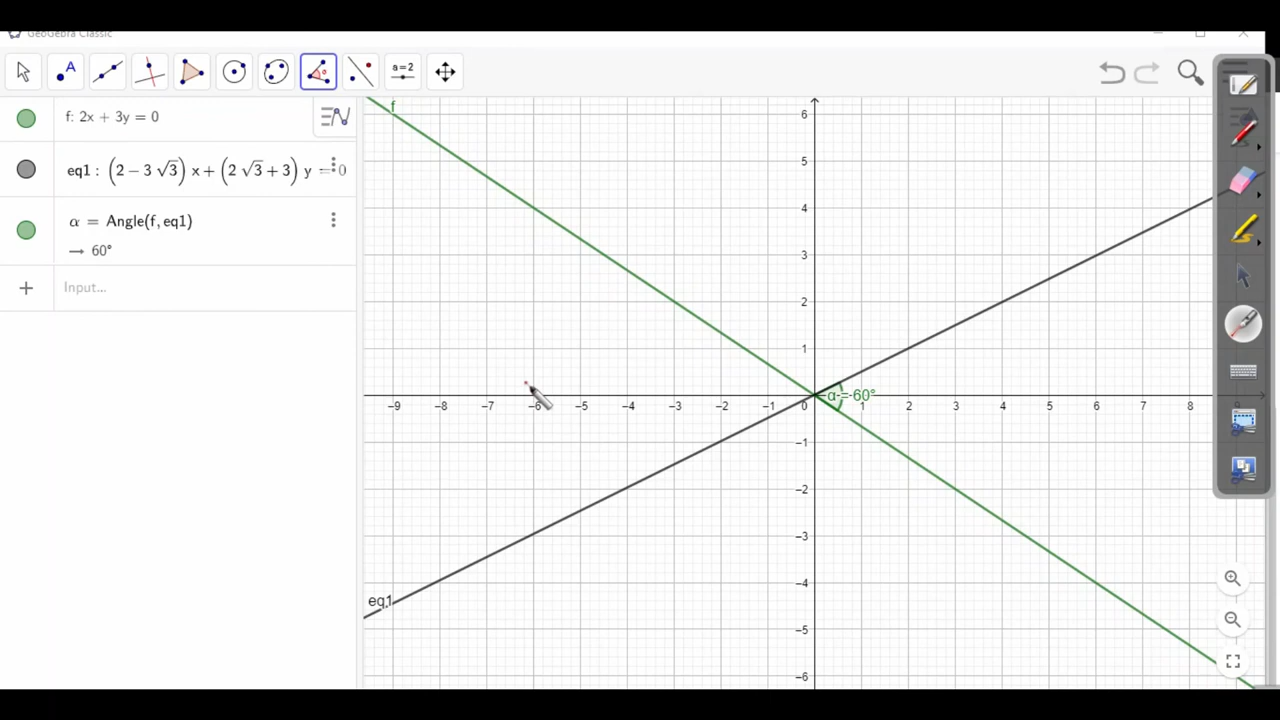 GeoGebra Classic
a=2
f: 2x + 3y = 0
eq1 : (2 − 3 √3) x + (2 √3 + 3) y = 0
α = Angle(f, eq1)
→ 60°
+ Input...
f
6
5
4
3
2
1
−9 −8 −7 −6 −5 −4 −3 −2 −1 0 1 2 3 4 5 6 7 8 9
α = 60°
−1
−2
−3
−4
eq1
−5
−6